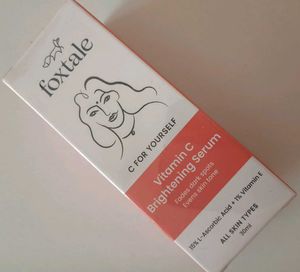 foxtale
C FOR YOURSELF
Vitamin C
Brightening Serum
Fades dark spots
Evens skin tone
15% L-Ascorbic Acid + 1% Vitamin E
ALL SKIN TYPES
30ml